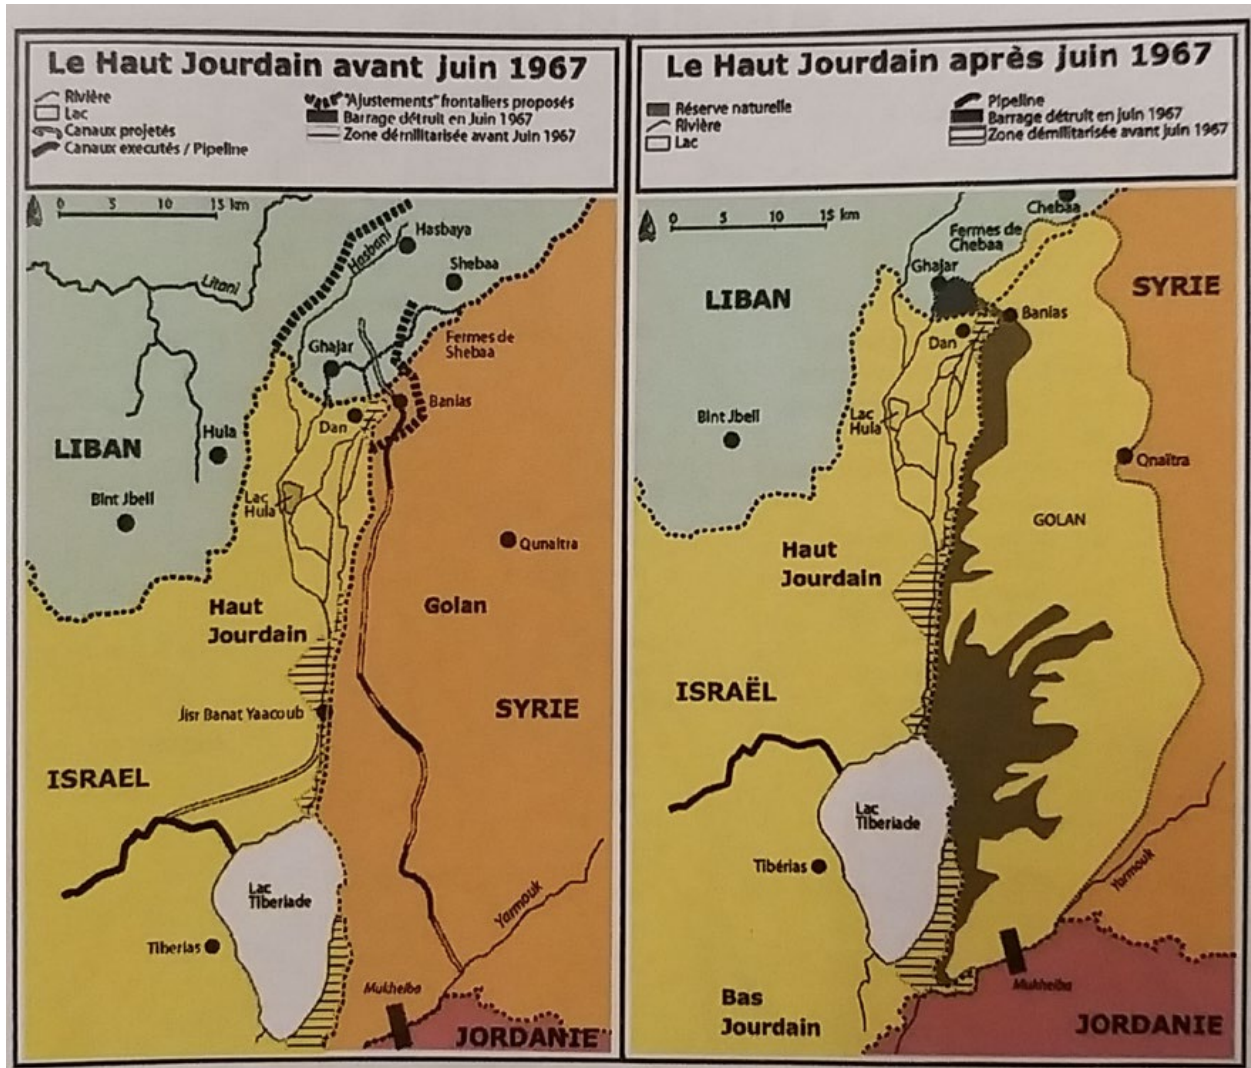 Le Haut Jourdain avant juin 1967
Rivière
Lac
Canaux projetés
Canaux executés / Pipeline
"Ajustements" frontaliers proposés
Barrage détruit en Juin 1967
Zone démilitarisée avant Juin 1967
0 5 10 15 km
Litani
Hasbani
Hasbaya
Shebaa
Ghajar
Fermes de
Shebaa
Banias
Dan
Hula
LIBAN
Bint Jbeil
Lac
Hula
Qunaitra
Haut
Jourdain
Golan
Jisr Banat Yaacoub
SYRIE
ISRAEL
Lac
Tiberiade
Yarmouk
Tiberias
Mukheiba
JORDANIE
Le Haut Jourdain après juin 1967
Réserve naturelle
Rivière
Lac
Pipeline
Barrage détruit en juin 1967
Zone démilitarisée avant juin 1967
0 5 10 15 km
Chebaa
Fermes de
Chebaa
Ghajar
LIBAN
SYRIE
Banias
Dan
Bint Jbeil
Lac
Hula
Qnaïtra
GOLAN
Haut
Jourdain
ISRAËL
Lac
Tiberiade
Tibérias
Yarmouk
Mukheiba
Bas
Jourdain
JORDANIE